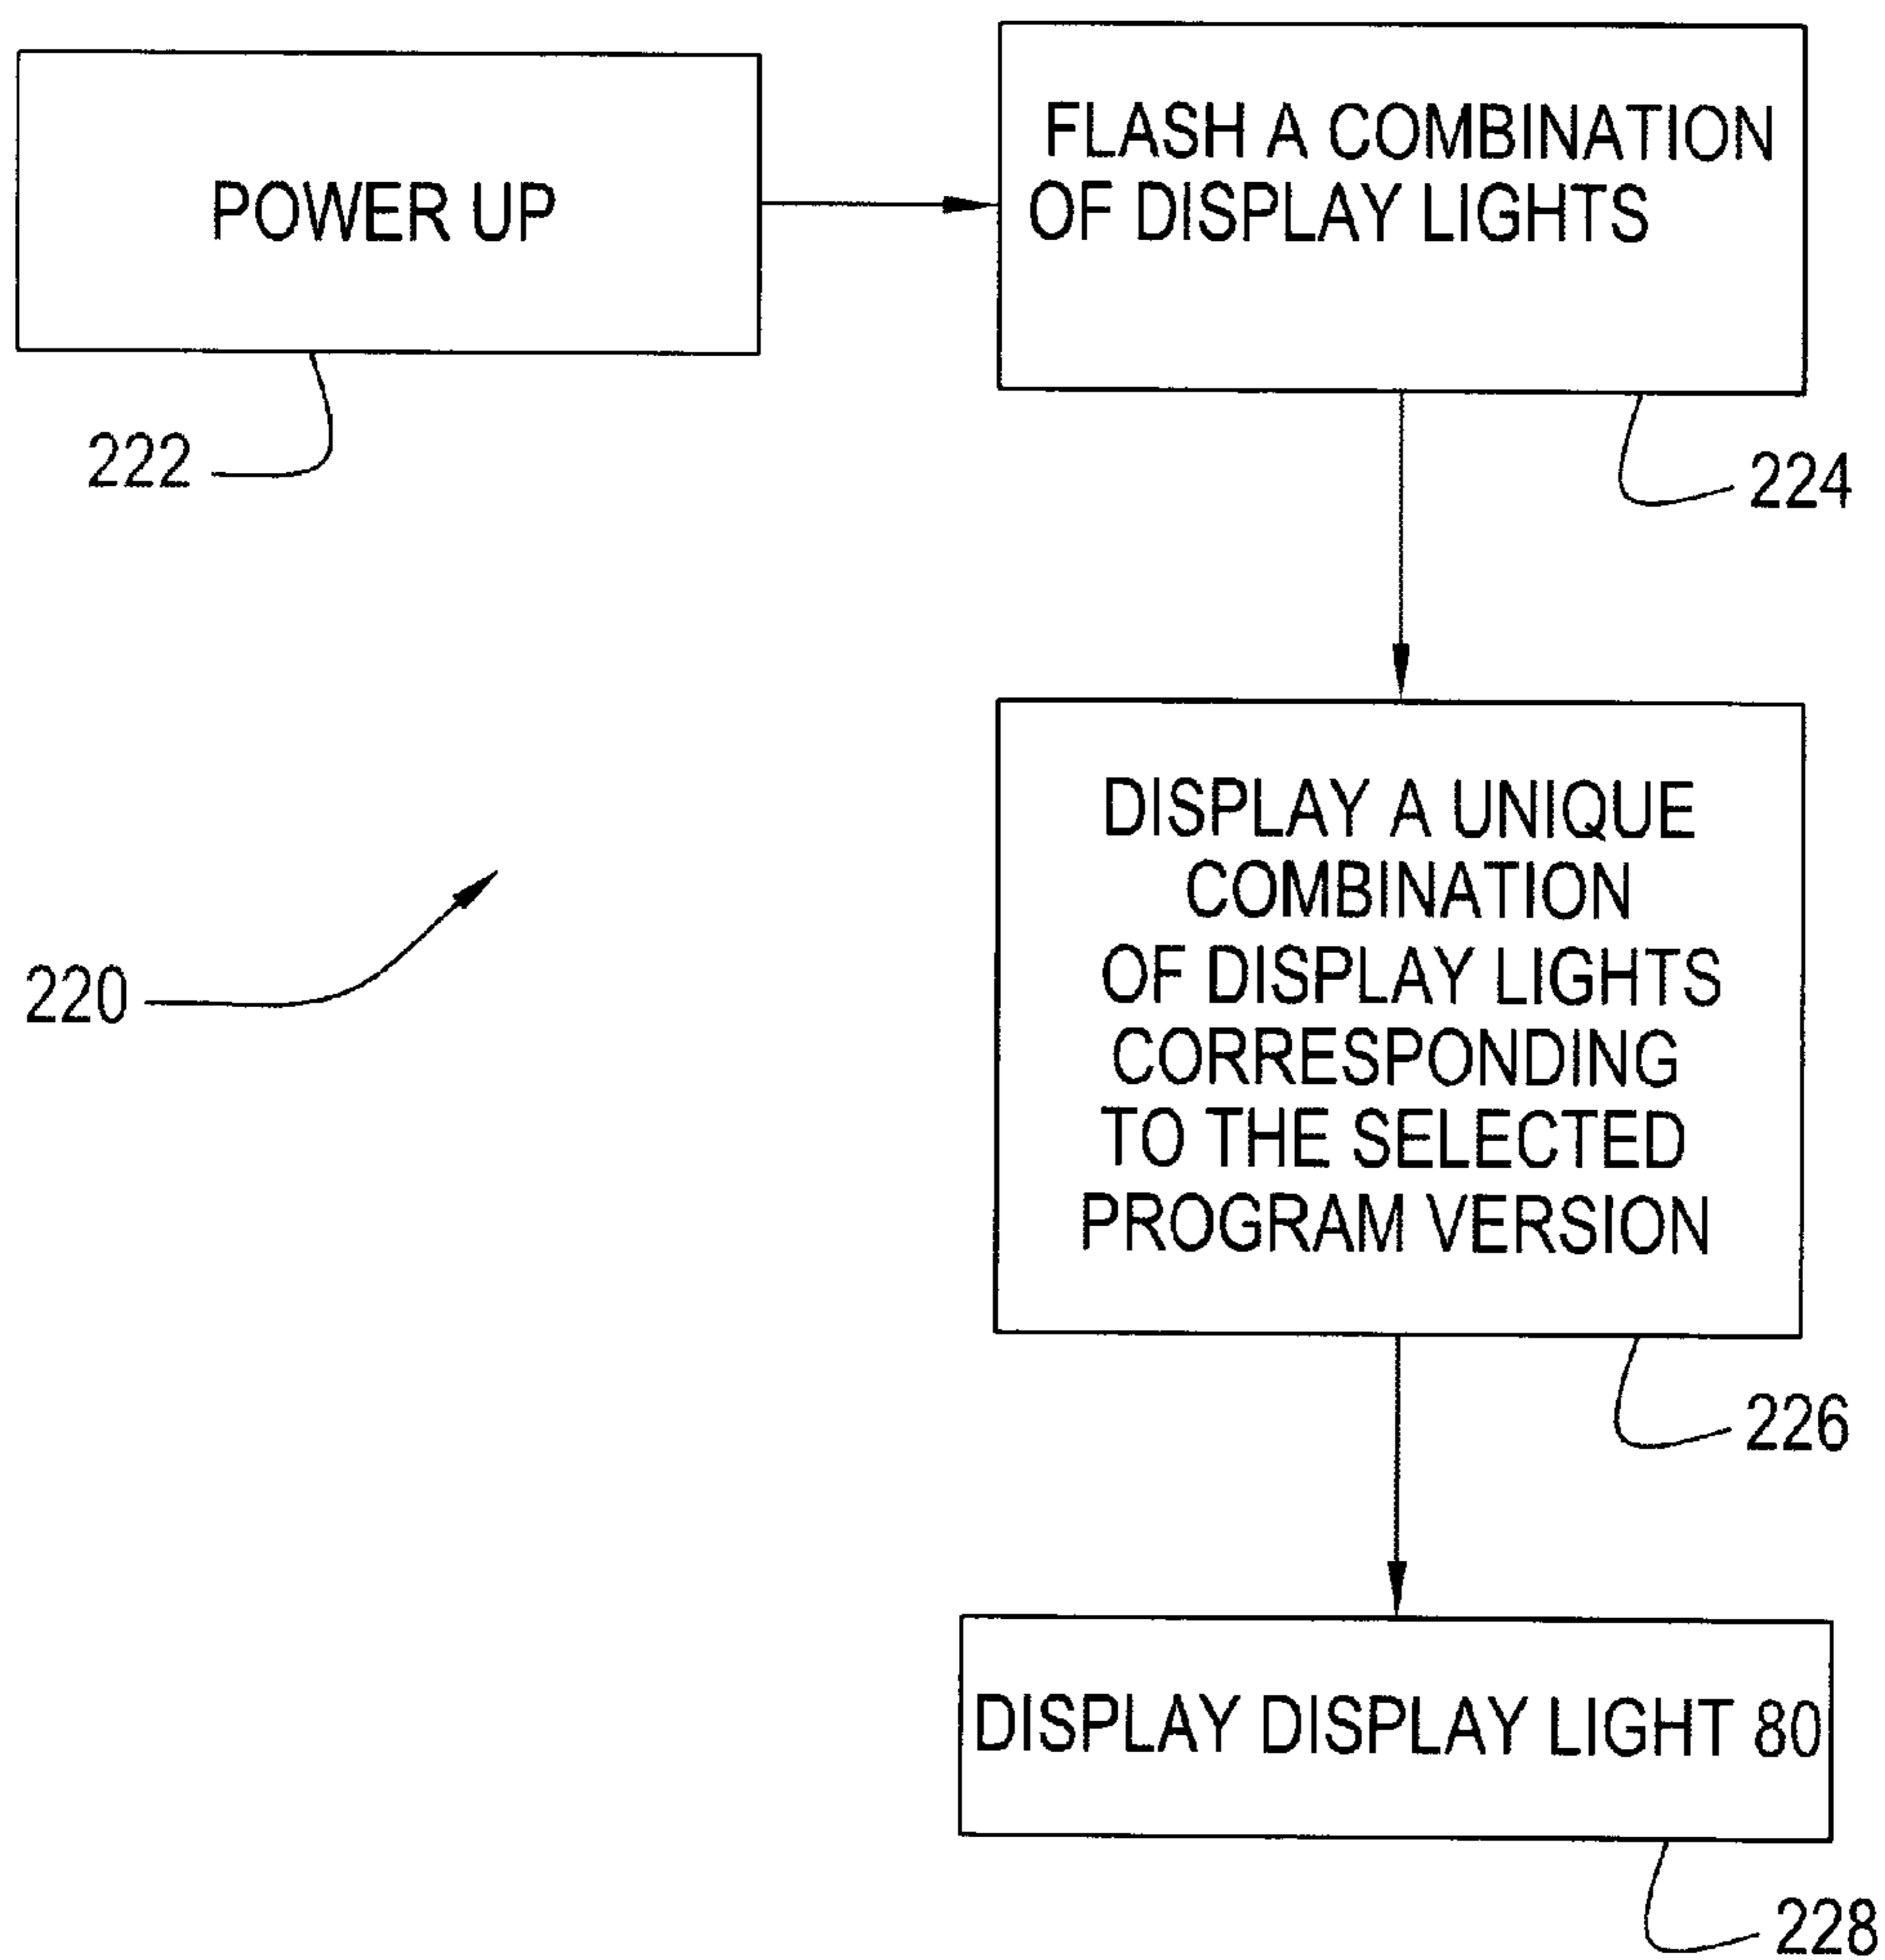 POWER UP
222
FLASH A COMBINATION
OF DISPLAY LIGHTS
224
220
DISPLAY A UNIQUE
COMBINATION
OF DISPLAY LIGHTS
CORRESPONDING
TO THE SELECTED
PROGRAM VERSION
226
DISPLAY DISPLAY LIGHT 80
228